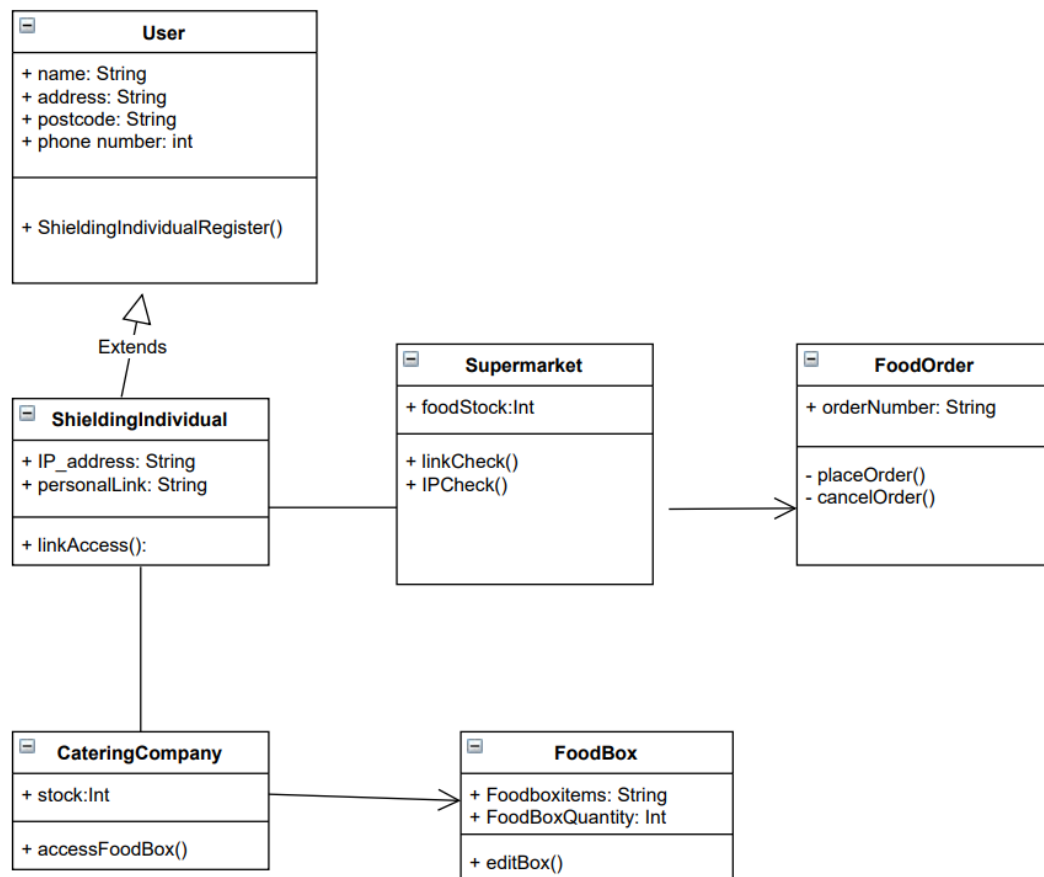 User
+ name: String
+ address: String
+ postcode: String
+ phone number: int
+ ShieldingIndividualRegister()
Extends
ShieldingIndividual
+ IP_address: String
+ personalLink: String
+ linkAccess():
Supermarket
+ foodStock:Int
+ linkCheck()
+ IPCheck()
FoodOrder
+ orderNumber: String
- placeOrder()
- cancelOrder()
CateringCompany
+ stock:Int
+ accessFoodBox()
FoodBox
+ Foodboxitems: String
+ FoodBoxQuantity: Int
+ editBox()